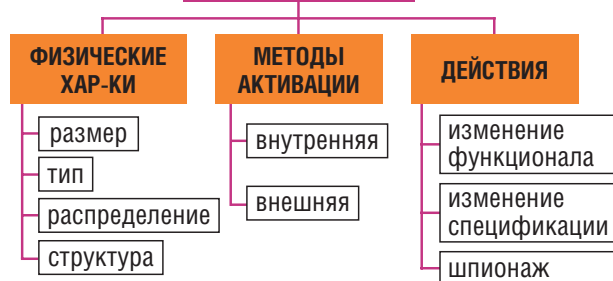 ФИЗИЧЕСКИЕ
ХАР-КИ
размер
тип
распределение
структура
МЕТОДЫ
АКТИВАЦИИ
внутренняя
внешняя
ДЕЙСТВИЯ
изменение
функционала
изменение
спецификации
шпионаж